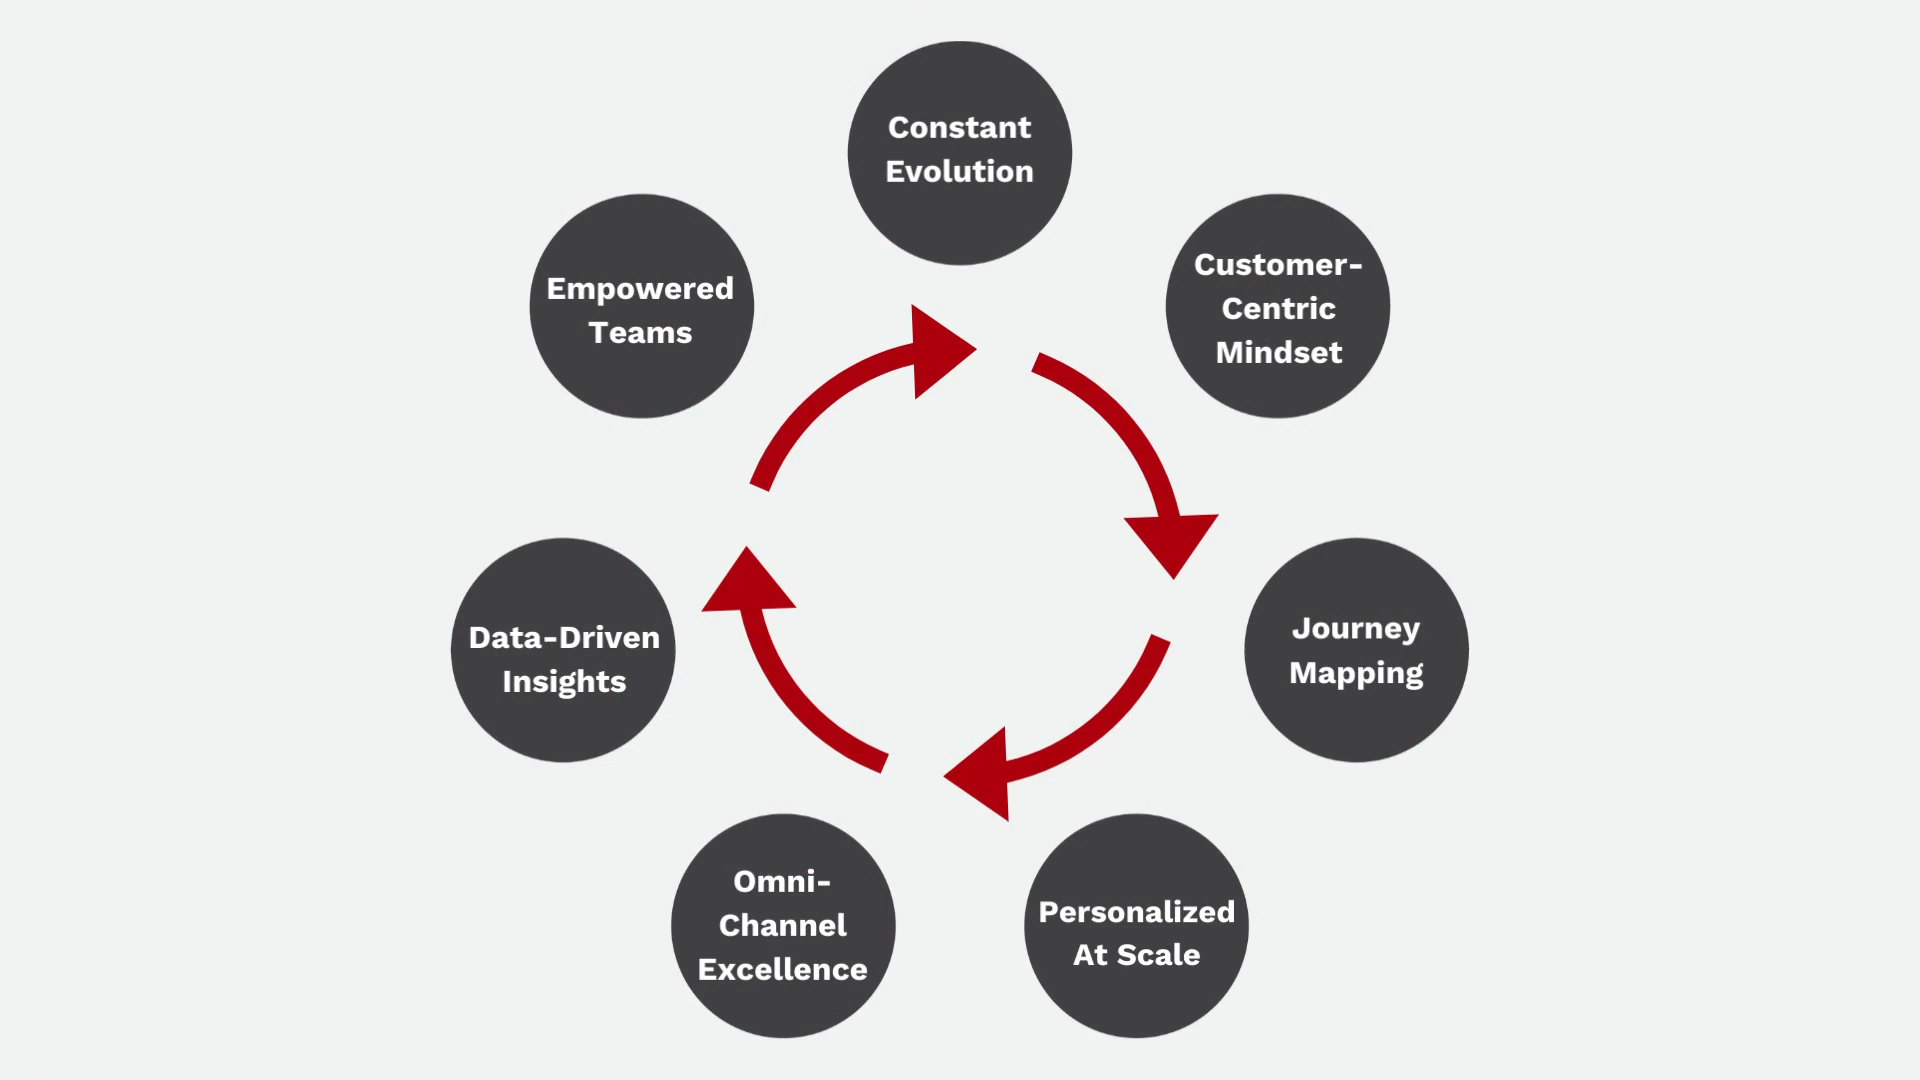 Constant
Evolution
Customer-
Centric
Mindset
Journey
Mapping
Personalized
At Scale
Omni-
Channel
Excellence
Data-Driven
Insights
Empowered
Teams